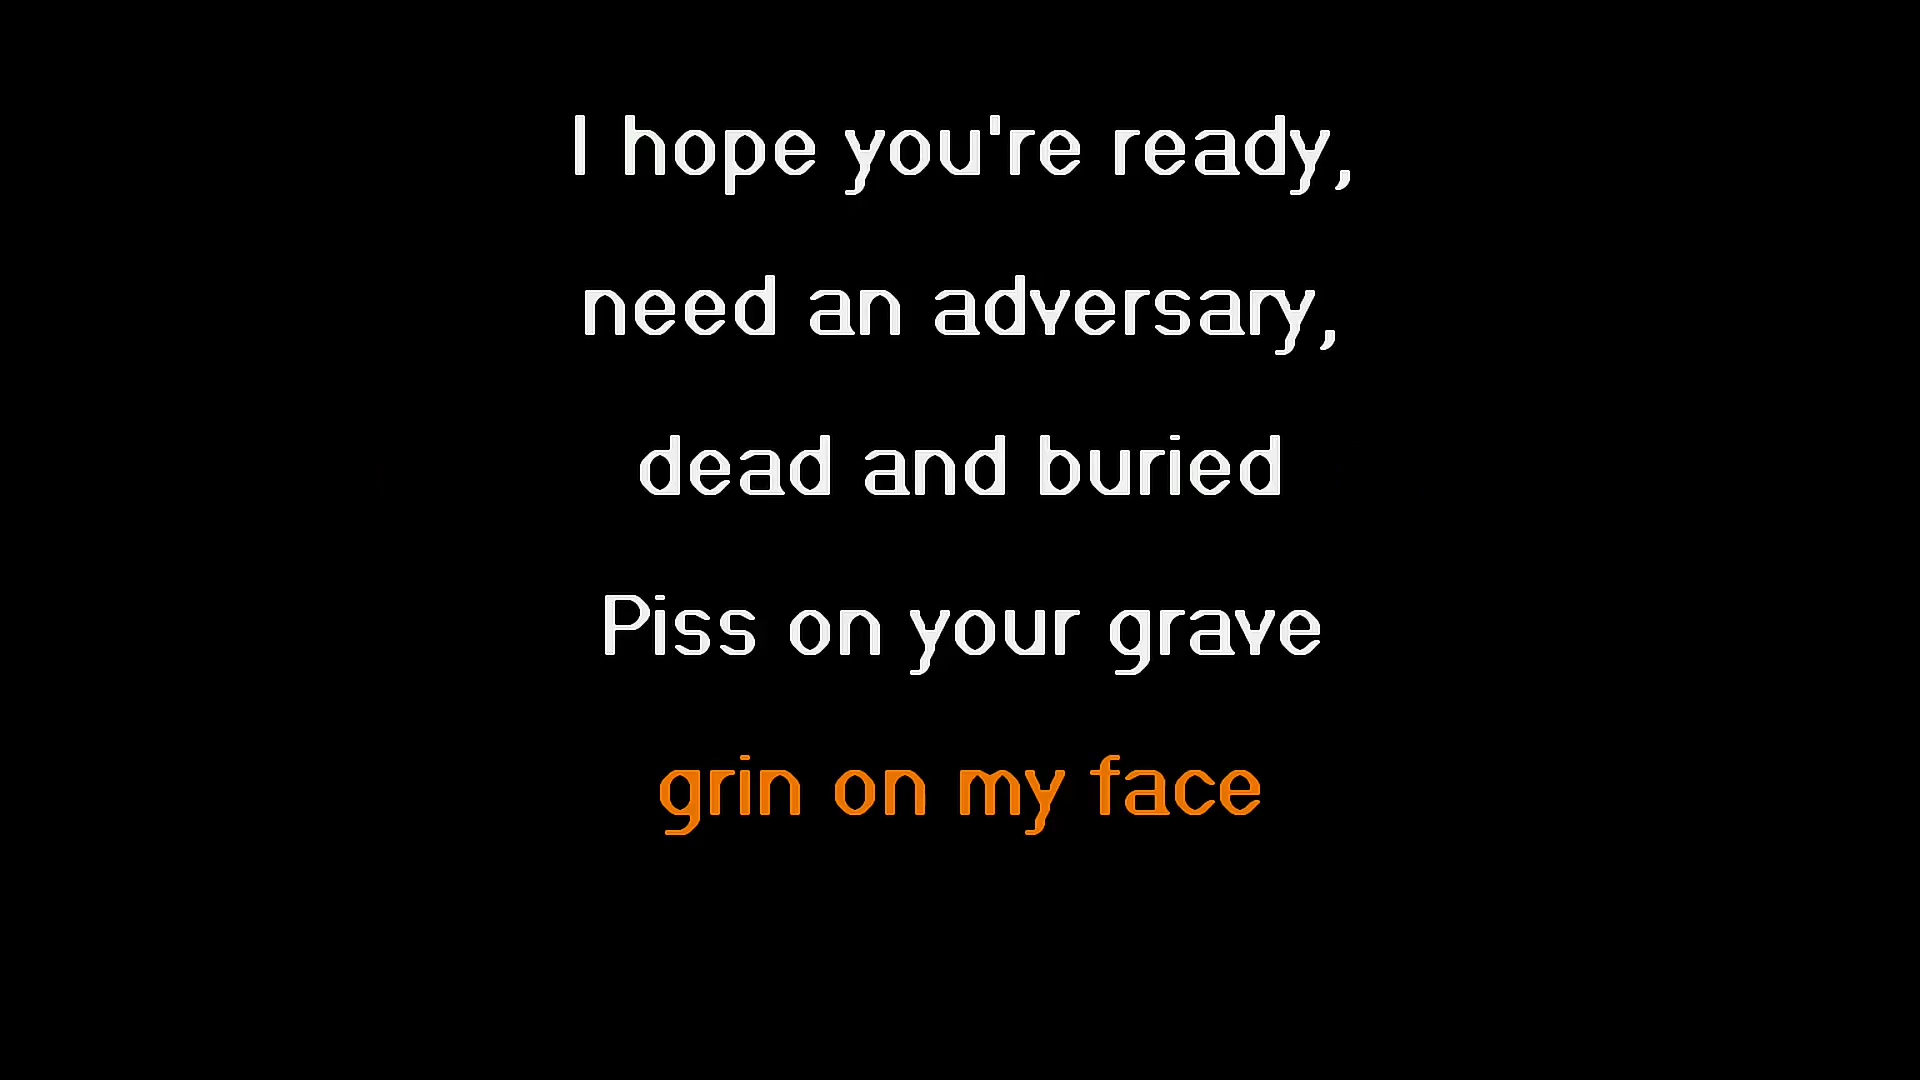 I hope you're ready,
need an adversary,
dead and buried
Piss on your grave
grin on my face